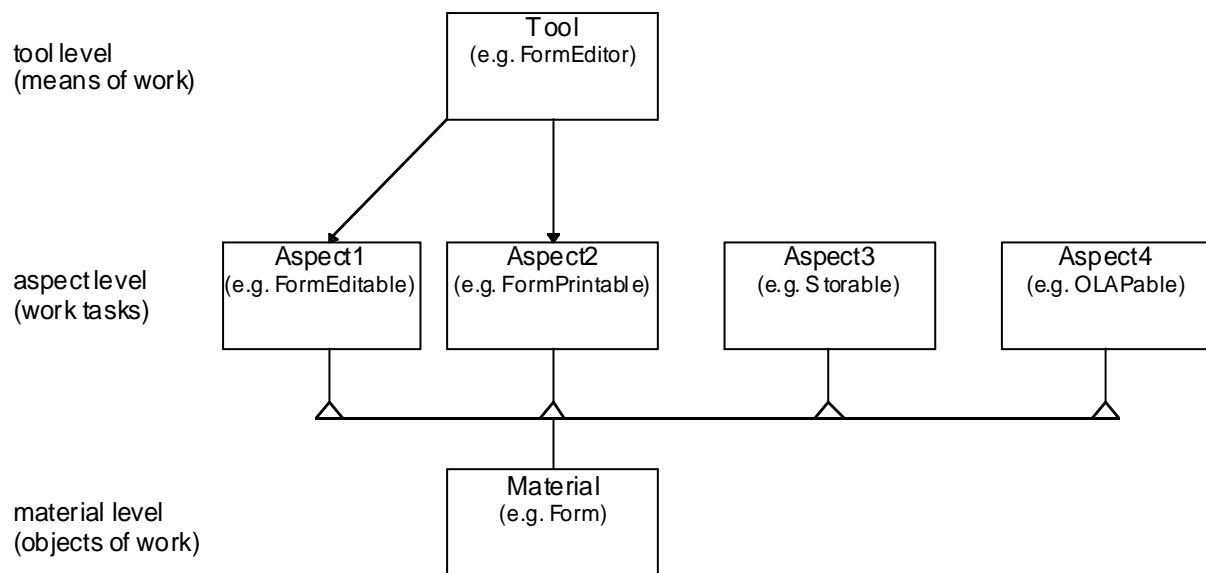 Tool
(e.g. FormEditor)
tool level
(means of work)
Aspect1
(e.g. FormEditable)
Aspect2
(e.g. FormPrintable)
Aspect3
(e.g. Storable)
Aspect4
(e.g. OLAPable)
aspect level
(work tasks)
Material
(e.g. Form)
material level
(objects of work)